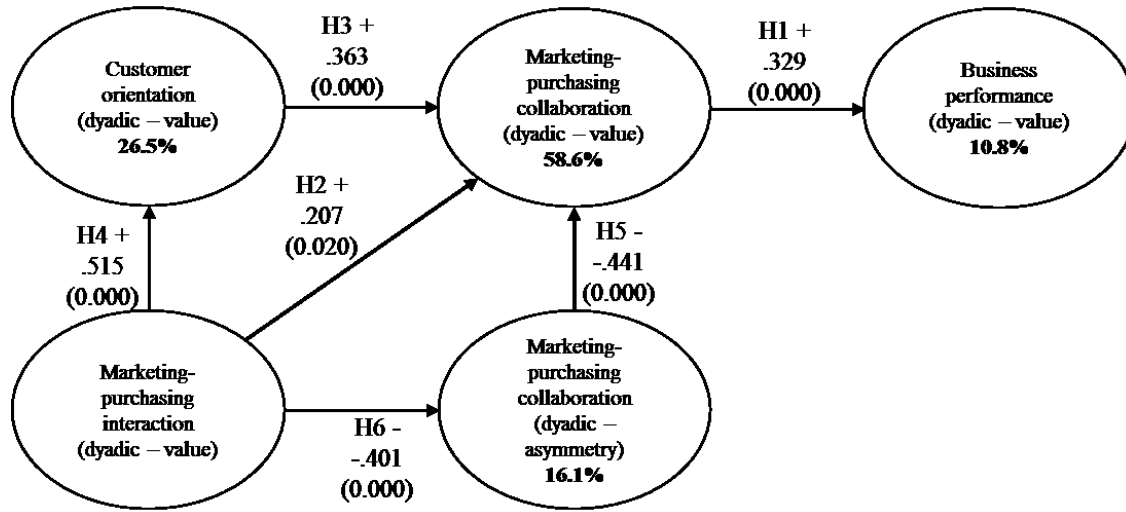 Customer
orientation
(dyadic – value)
26.5%
H3 +
.363
(0.000)
Marketing-
purchasing
collaboration
(dyadic – value)
58.6%
H1 +
.329
(0.000)
Business
performance
(dyadic – value)
10.8%
H4 +
.515
(0.000)
H2 +
.207
(0.020)
H5 -
-.441
(0.000)
Marketing-
purchasing
interaction
(dyadic – value)
H6 -
-.401
(0.000)
Marketing-
purchasing
collaboration
(dyadic –
asymmetry)
16.1%